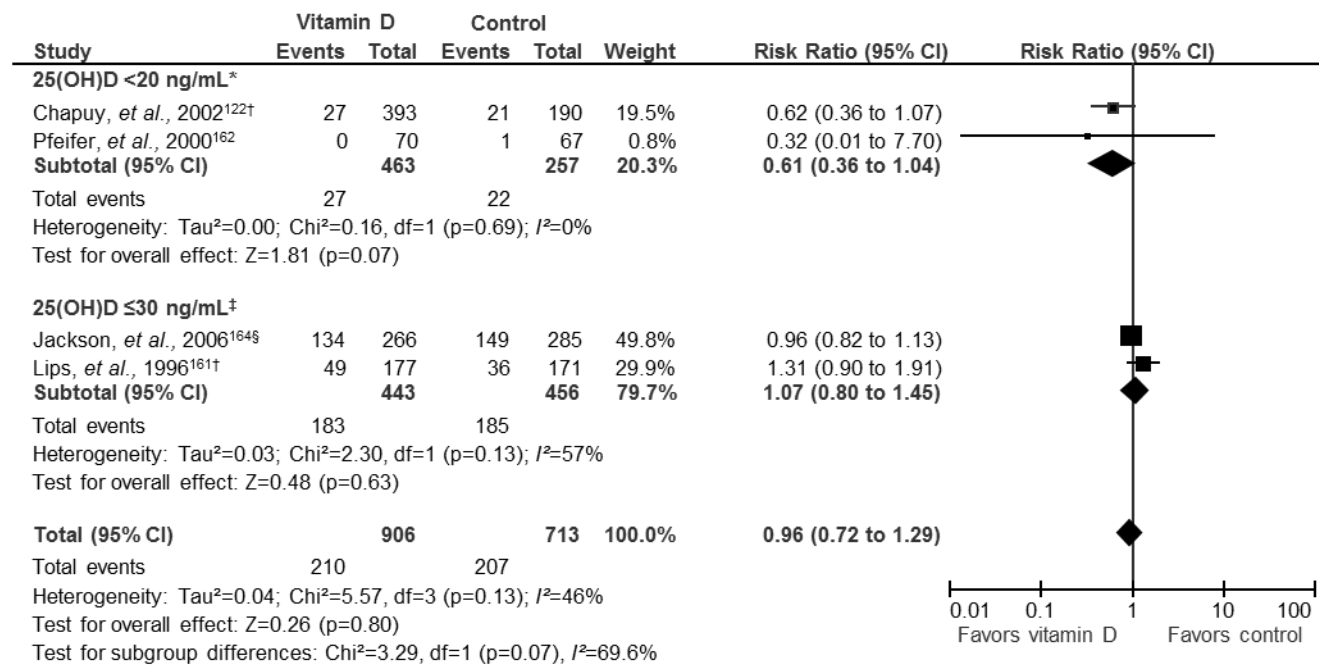 Vitamin D Control
Study Events Total Events Total Weight Risk Ratio (95% CI) Risk Ratio (95% CI)
25(OH)D <20 ng/mL*
Chapuy, et al., 2002¹²²† 27 393 21 190 19.5% 0.62 (0.36 to 1.07)
Pfeifer, et al., 2000¹⁶² 0 70 1 67 0.8% 0.32 (0.01 to 7.70)
Subtotal (95% CI) 463 257 20.3% 0.61 (0.36 to 1.04)
Total events 27 22
Heterogeneity: Tau²=0.00; Chi²=0.16, df=1 (p=0.69); I²=0%
Test for overall effect: Z=1.81 (p=0.07)
25(OH)D ≤30 ng/mL‡
Jackson, et al., 2006¹⁶⁴§ 134 266 149 285 49.8% 0.96 (0.82 to 1.13)
Lips, et al., 1996¹⁶¹† 49 177 36 171 29.9% 1.31 (0.90 to 1.91)
Subtotal (95% CI) 443 456 79.7% 1.07 (0.80 to 1.45)
Total events 183 185
Heterogeneity: Tau²=0.03; Chi²=2.30, df=1 (p=0.13); I²=57%
Test for overall effect: Z=0.48 (p=0.63)
Total (95% CI) 906 713 100.0% 0.96 (0.72 to 1.29)
Total events 210 207
Heterogeneity: Tau²=0.04; Chi²=5.57, df=3 (p=0.13); I²=46%
Test for overall effect: Z=0.26 (p=0.80)
Test for subgroup differences: Chi²=3.29, df=1 (p=0.07), I²=69.6%
0.01 0.1 1 10 100
Favors vitamin D Favors control